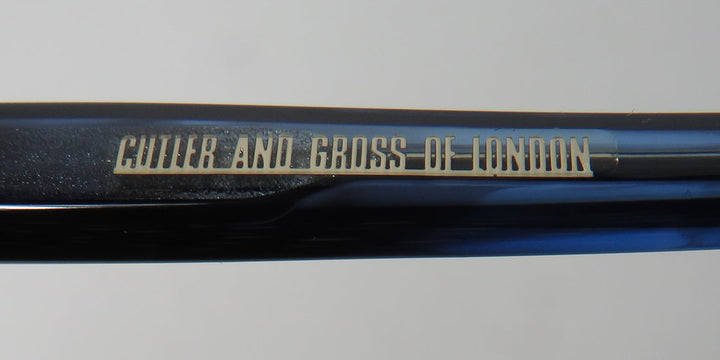 CUTLER AND GROSS OF LONDON